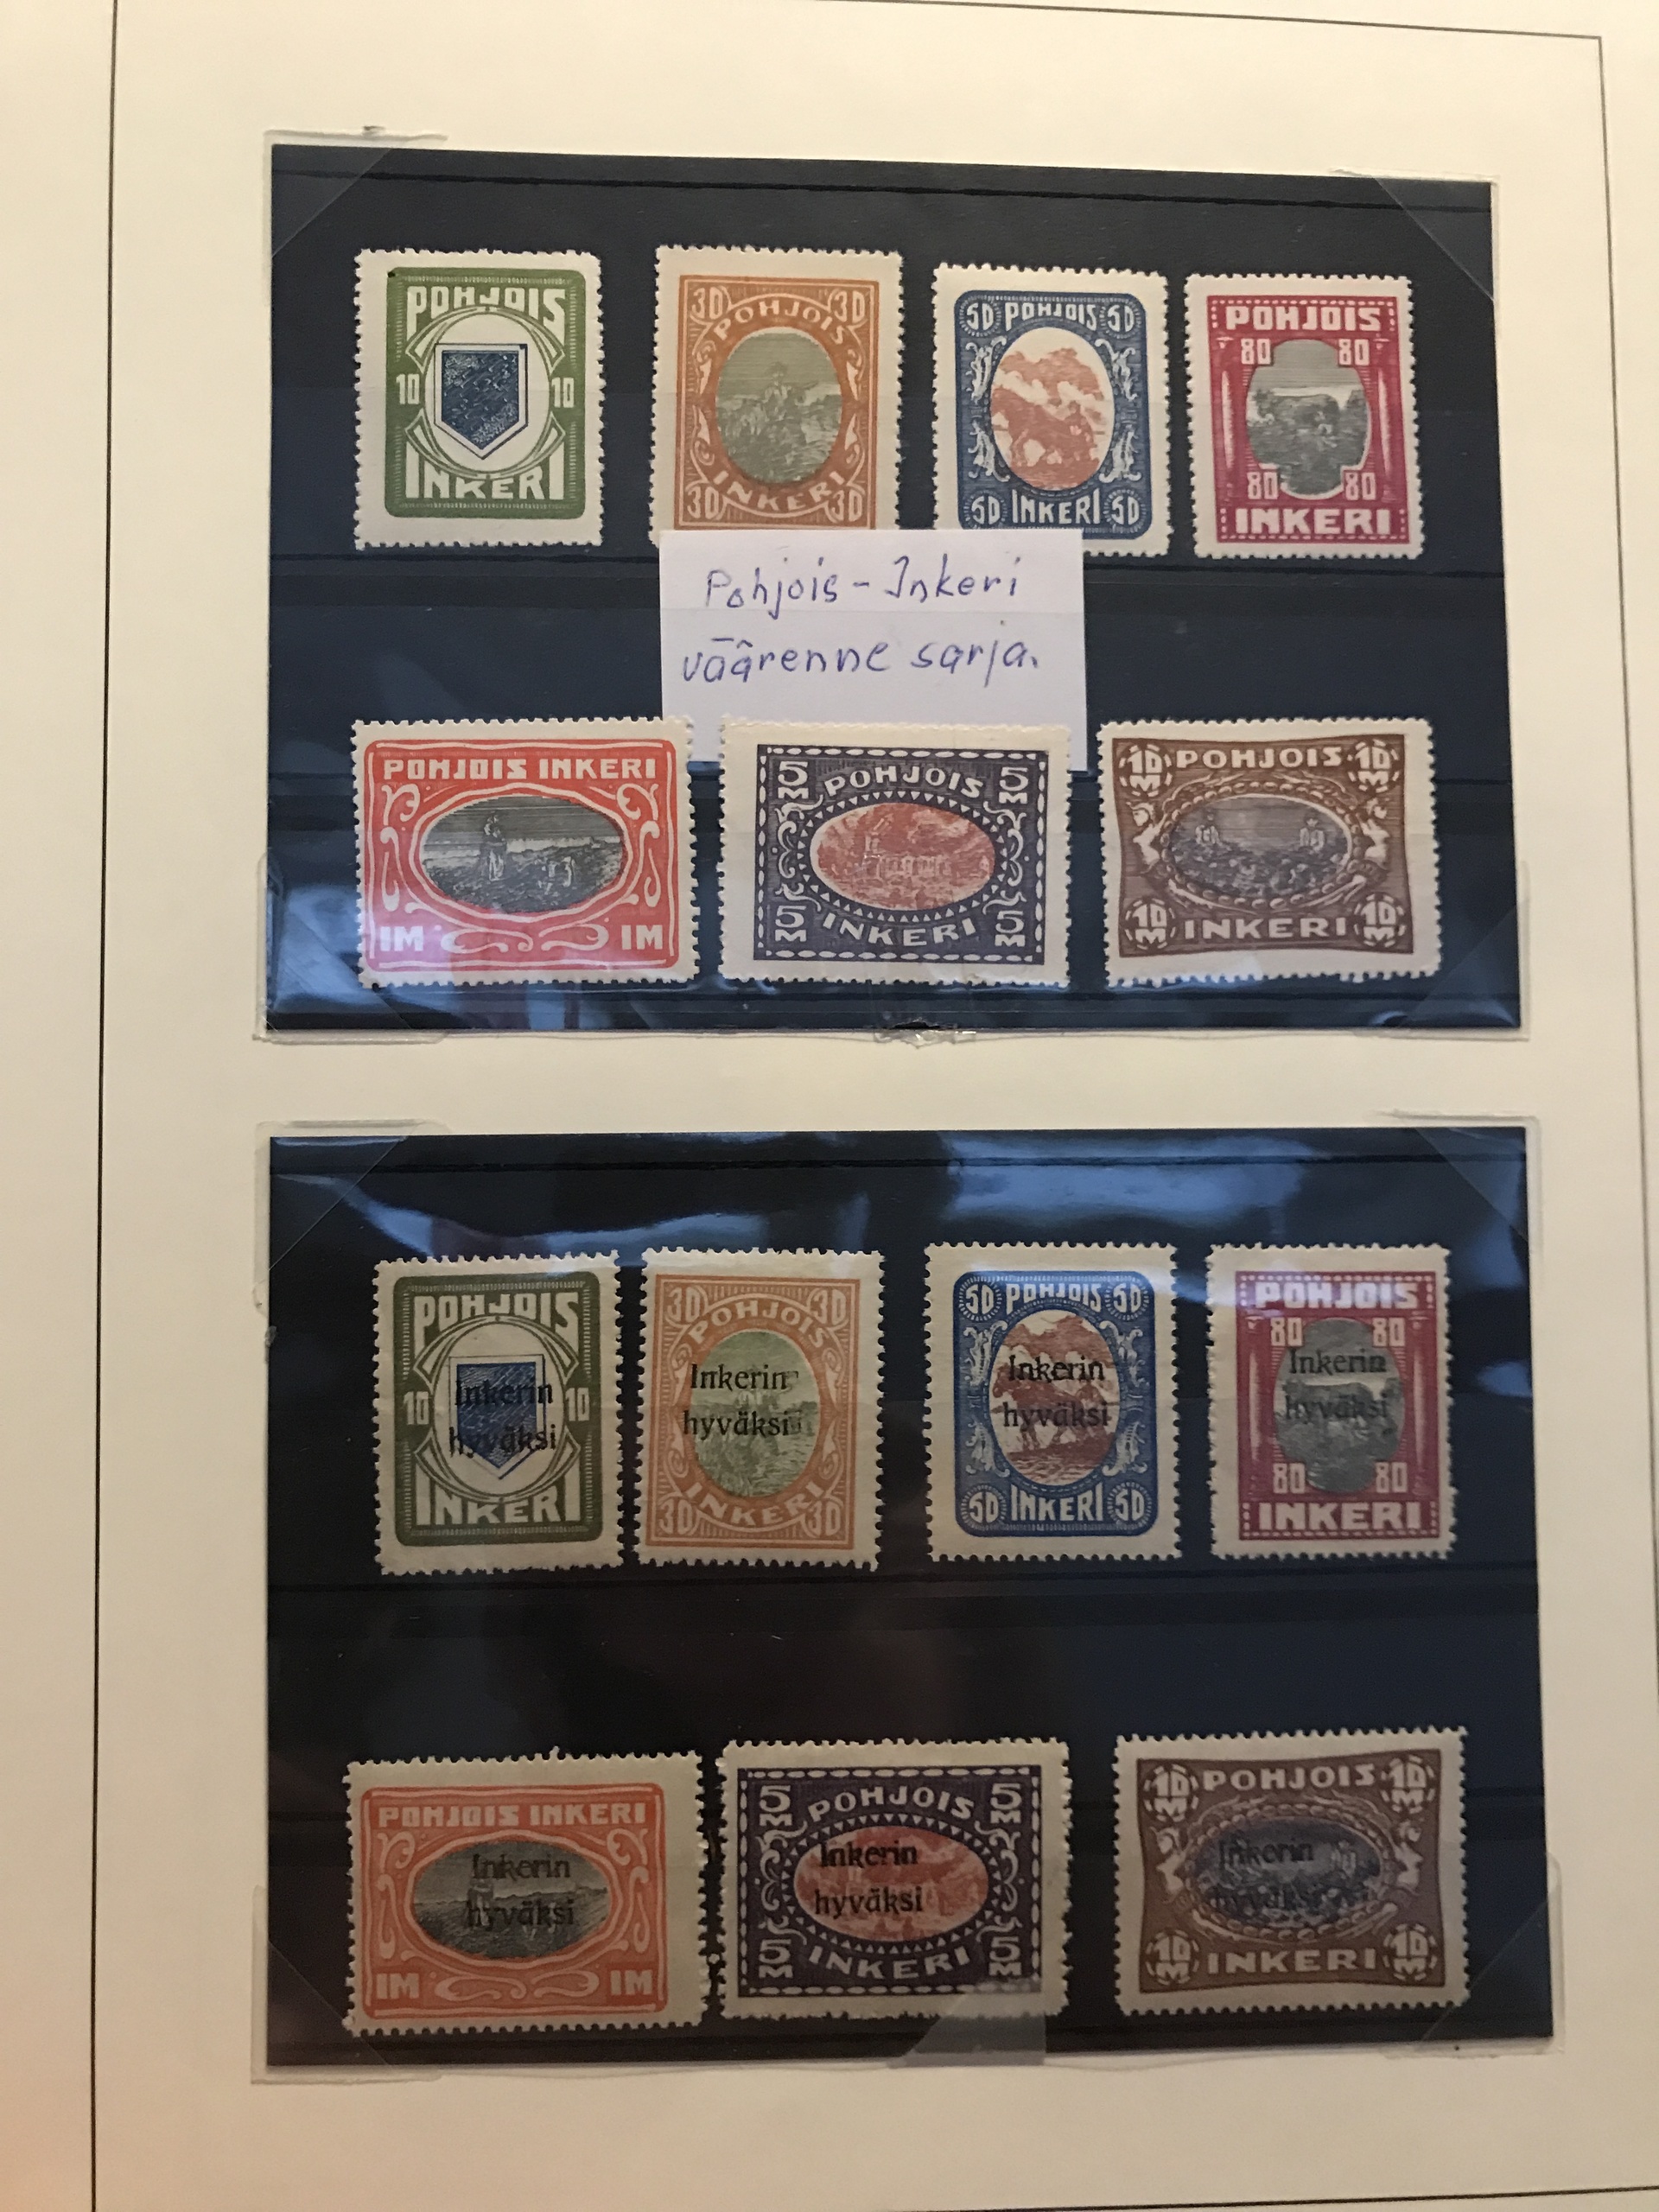 POHJOIS
10 10
INKERI
30 30
POHJOIS
INKERI
30 30
50 POHJOIS 50
50 INKERI 50
POHJOIS
80 80
80 80
INKERI
Pohjois-Inkeri
väärenne sarja.
POHJOIS INKERI
1M 1M
5M POHJOIS 5M
5M INKERI 5M
10M POHJOIS 10M
10M INKERI 10M
POHJOIS
10 Inkerin 10
hyväksi
INKERI
30 30
POHJOIS
Inkerin
hyväksi
INKERI
30 30
50 POHJOIS 50
Inkerin
hyväksi
50 INKERI 50
POHJOIS
80 80
Inkerin
hyväksi
80 80
INKERI
POHJOIS INKERI
Inkerin
hyväksi
1M 1M
5M POHJOIS 5M
Inkerin
hyväksi
5M INKERI 5M
10M POHJOIS 10M
Inkerin
hyväksi
10M INKERI 10M